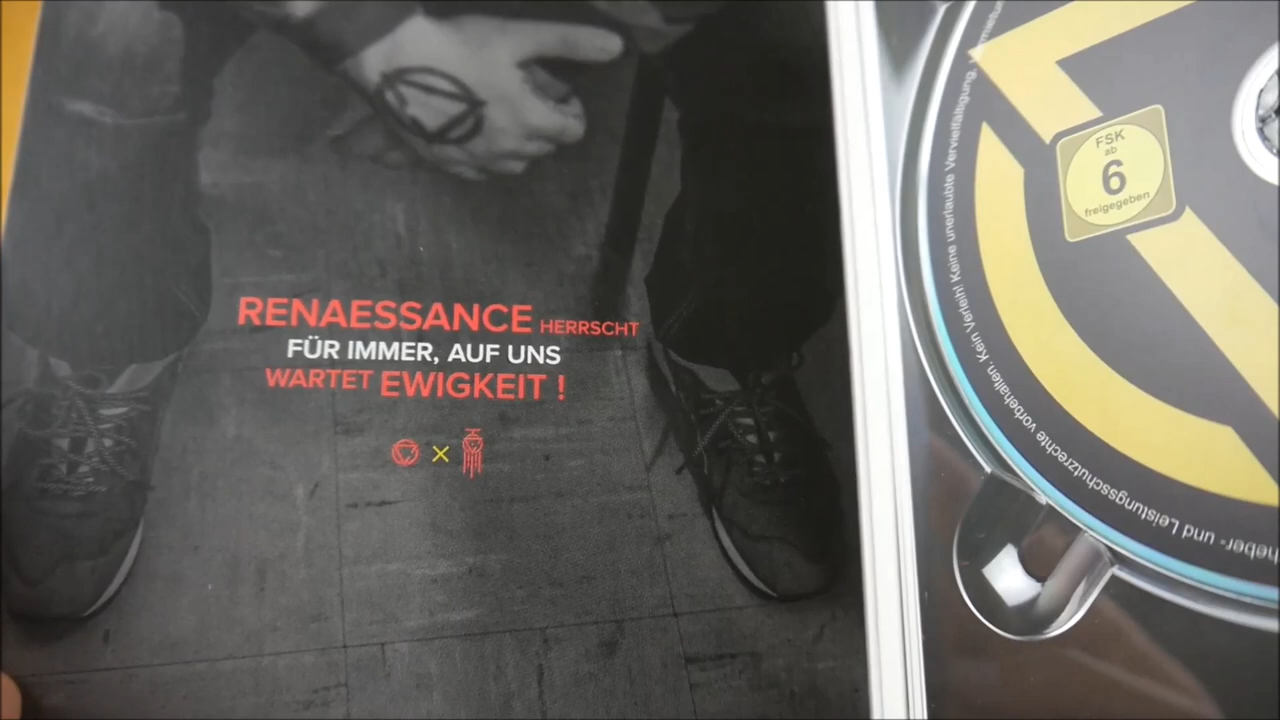 RENAESSANCE HERRSCHT
FÜR IMMER, AUF UNS
WARTET EWIGKEIT !
FSK
ab
6
freigegeben
heber- und Leistungsschutzrechte vorbehalten. Kein Verleih! Keine unerlaubte Vervielfältigung,